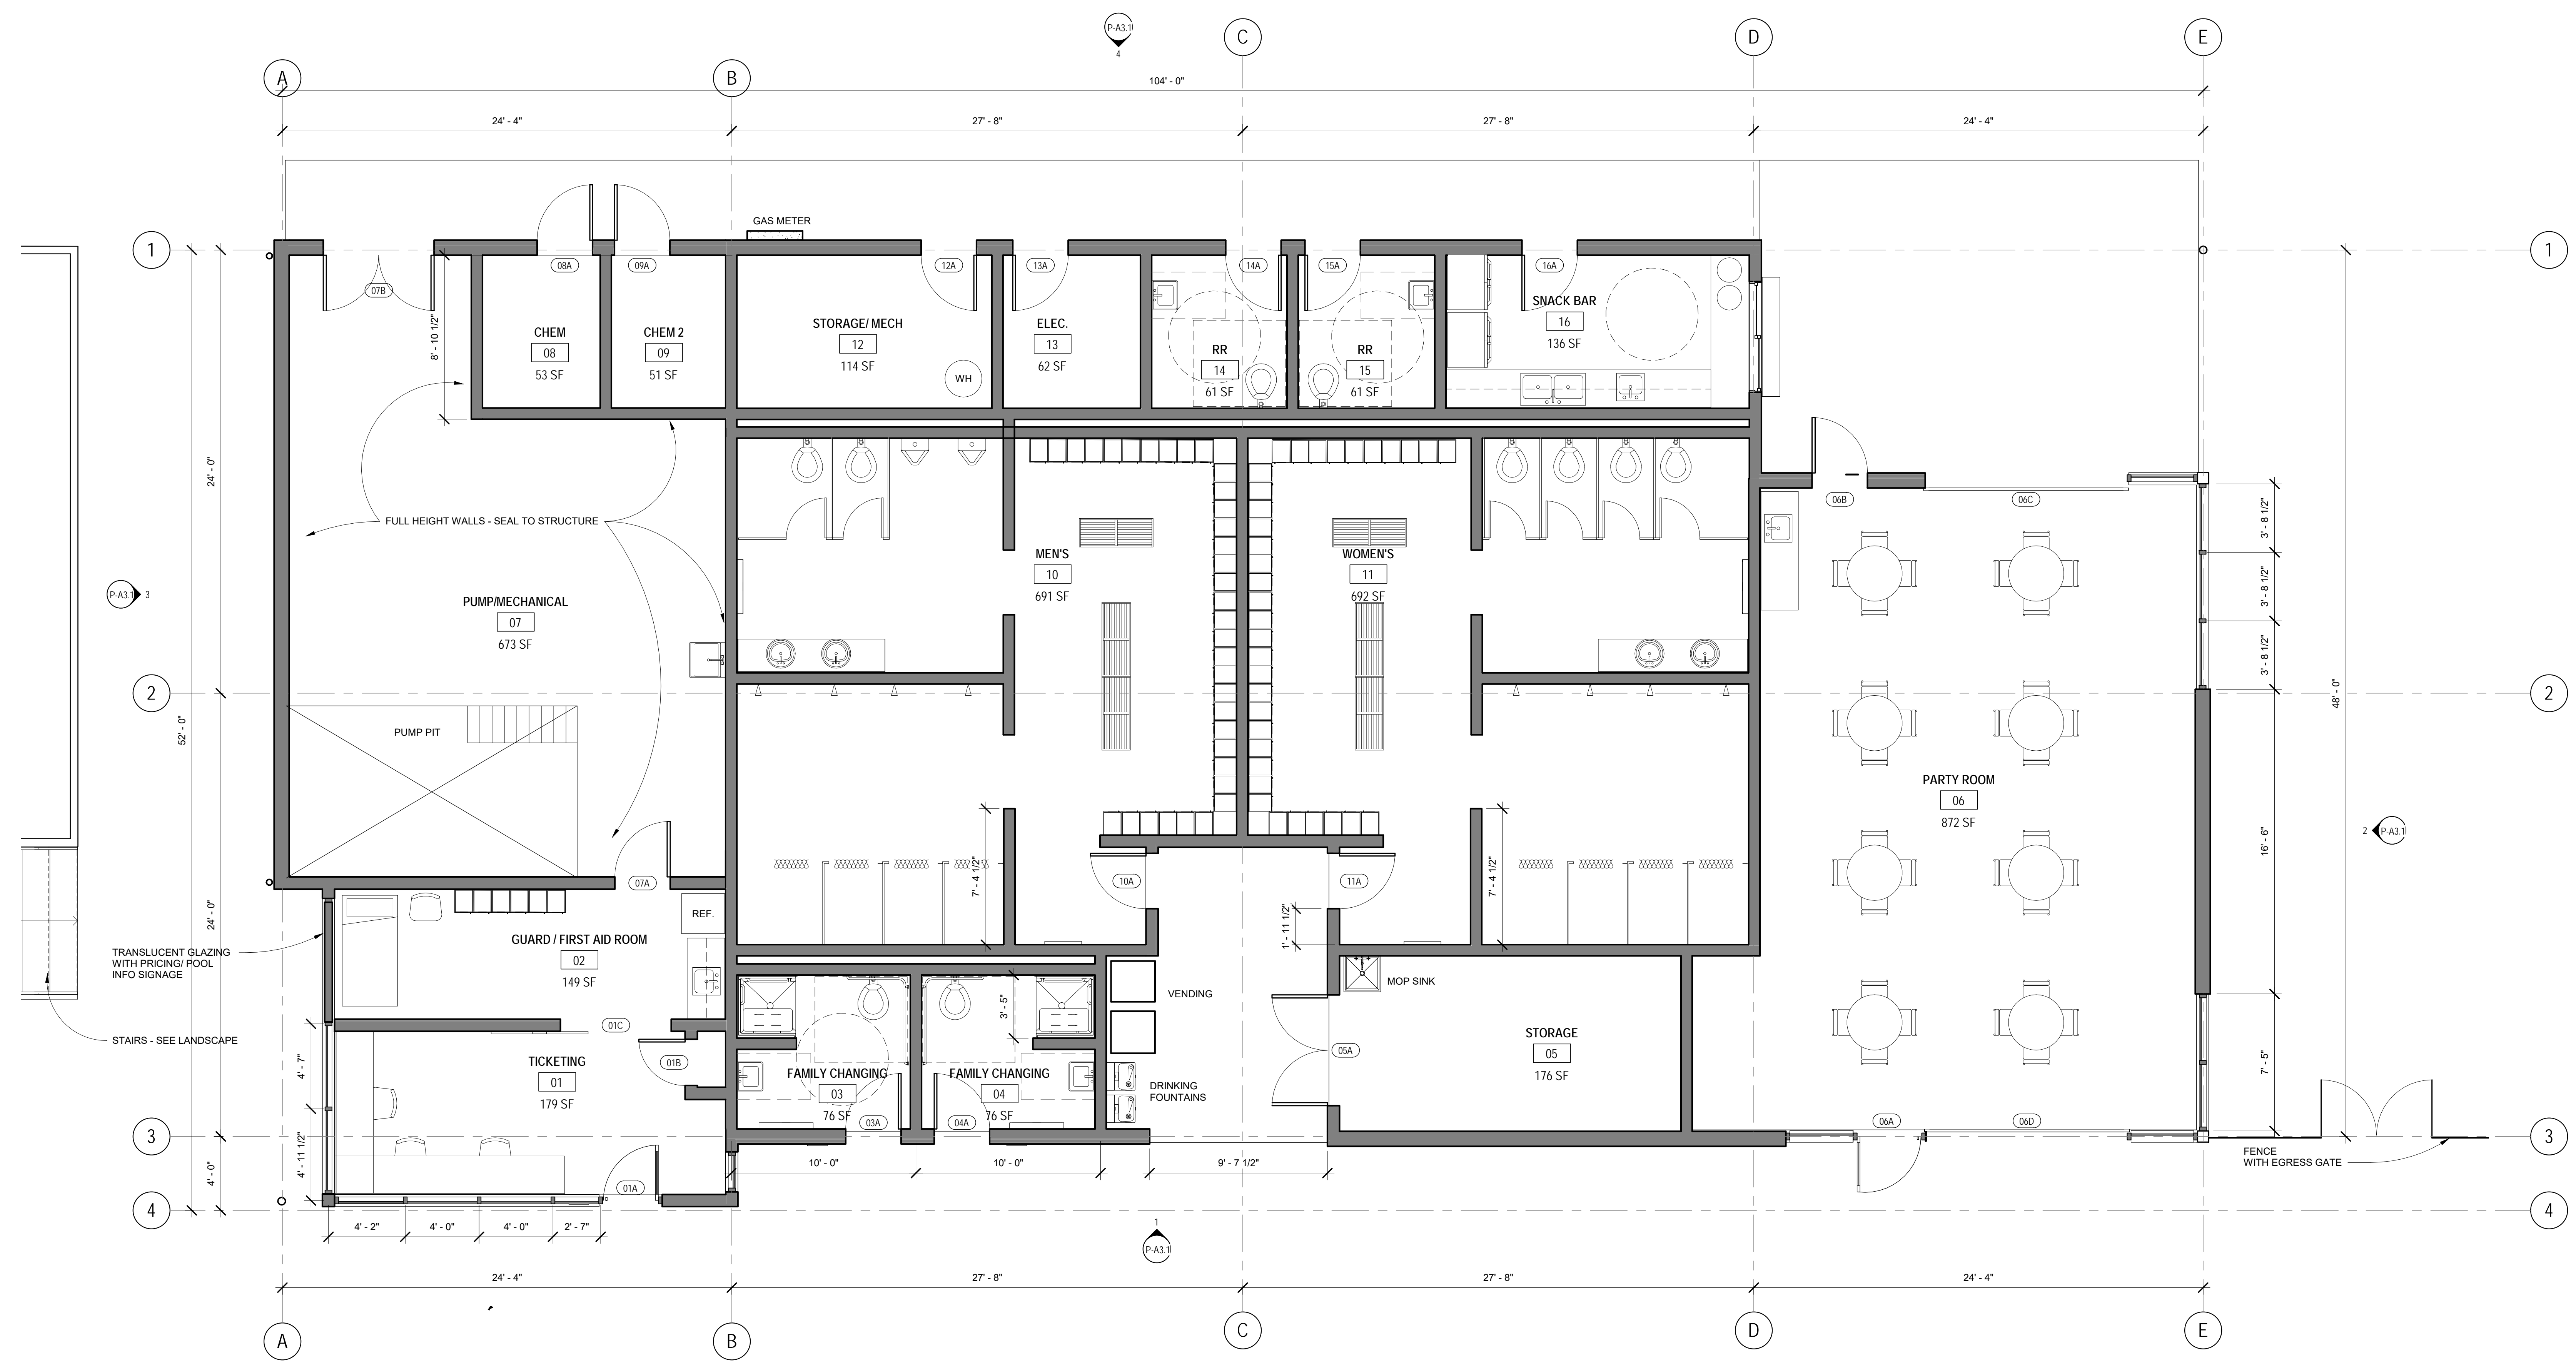 P-A3.1
4
A
B
C
D
E
104' - 0"
24' - 4"
27' - 8"
27' - 8"
24' - 4"
GAS METER
1
1
08A
09A
12A
13A
14A
15A
16A
07B
8' - 10 1/2"
CHEM
08
53 SF
CHEM 2
09
51 SF
STORAGE/ MECH
12
114 SF
WH
ELEC.
13
62 SF
RR
14
61 SF
RR
15
61 SF
SNACK BAR
16
136 SF
24' - 0"
FULL HEIGHT WALLS - SEAL TO STRUCTURE
06B
06C
3' - 8 1/2"
3' - 8 1/2"
3' - 8 1/2"
MEN'S
10
691 SF
WOMEN'S
11
692 SF
P-A3.1
3
PUMP/MECHANICAL
07
673 SF
2
2
52' - 0"
48' - 0"
PUMP PIT
PARTY ROOM
06
872 SF
16' - 6"
2
P-A3.1
7' - 4 1/2"
7' - 4 1/2"
07A
10A
11A
24' - 0"
1' - 11 1/2"
REF.
TRANSLUCENT GLAZING
WITH PRICING/ POOL
INFO SIGNAGE
GUARD / FIRST AID ROOM
02
149 SF
VENDING
MOP SINK
3' - 5"
01C
STAIRS - SEE LANDSCAPE
4' - 7"
TICKETING
01
179 SF
01B
FAMILY CHANGING
03
76 SF
FAMILY CHANGING
04
76 SF
DRINKING
FOUNTAINS
05A
STORAGE
05
176 SF
7' - 5"
03A
04A
06A
06D
3
3
4' - 0"
4' - 11 1/2"
10' - 0"
10' - 0"
9' - 7 1/2"
FENCE
WITH EGRESS GATE
01A
4
4
4' - 2"
4' - 0"
4' - 0"
2' - 7"
1
P-A3.1
24' - 4"
27' - 8"
27' - 8"
24' - 4"
A
B
C
D
E